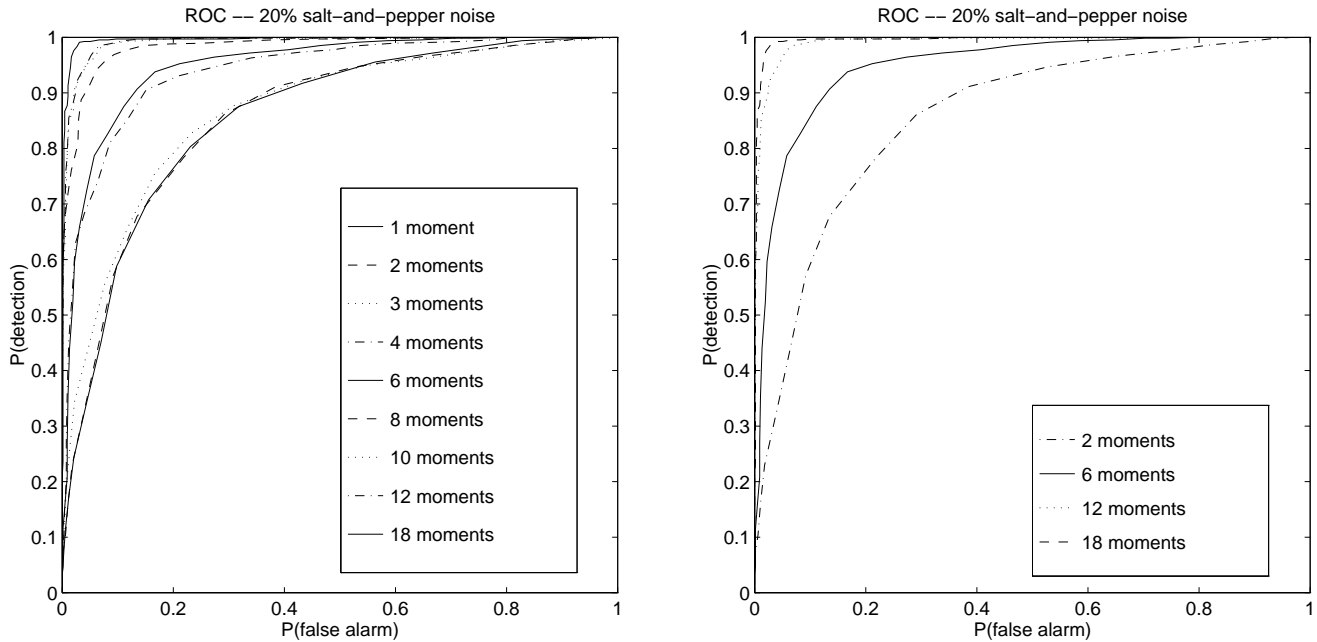 ROC −− 20% salt−and−pepper noise
1
0.9
0.8
0.7
0.6
0.5
0.4
0.3
0.2
0.1
0
P(detection)
1 moment
2 moments
3 moments
4 moments
6 moments
8 moments
10 moments
12 moments
18 moments
0 0.2 0.4 0.6 0.8 1
P(false alarm)
ROC −− 20% salt−and−pepper noise
1
0.9
0.8
0.7
0.6
0.5
0.4
0.3
0.2
0.1
0
P(detection)
2 moments
6 moments
12 moments
18 moments
0 0.2 0.4 0.6 0.8 1
P(false alarm)